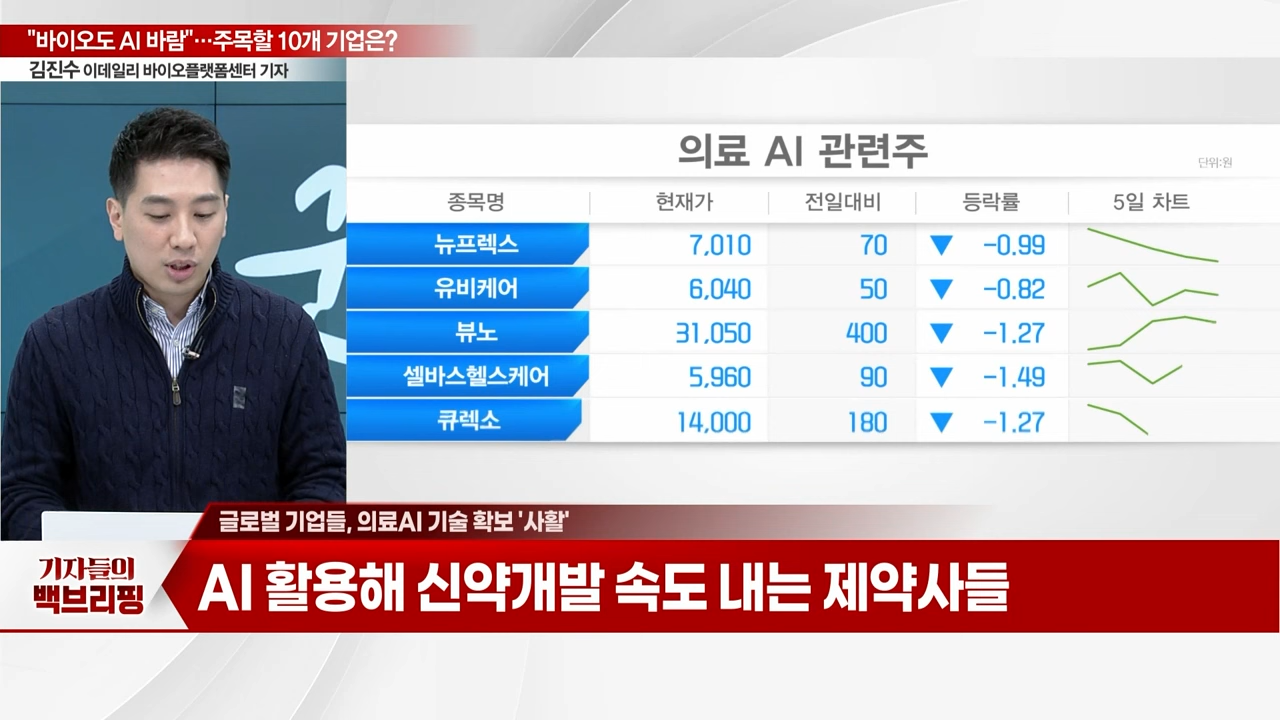 "바이오도 AI 바람"…주목할 10개 기업은?
김진수 이데일리 바이오플랫폼센터 기자
의료 AI 관련주
단위:원
종목명 현재가 전일대비 등락률 5일 차트
뉴프렉스 7,010 70 ▼ -0.99
유비케어 6,040 50 ▼ -0.82
뷰노 31,050 400 ▼ -1.27
셀바스헬스케어 5,960 90 ▼ -1.49
큐렉소 14,000 180 ▼ -1.27
글로벌 기업들, 의료AI 기술 확보 '사활'
기자들의
백브리핑
AI 활용해 신약개발 속도 내는 제약사들